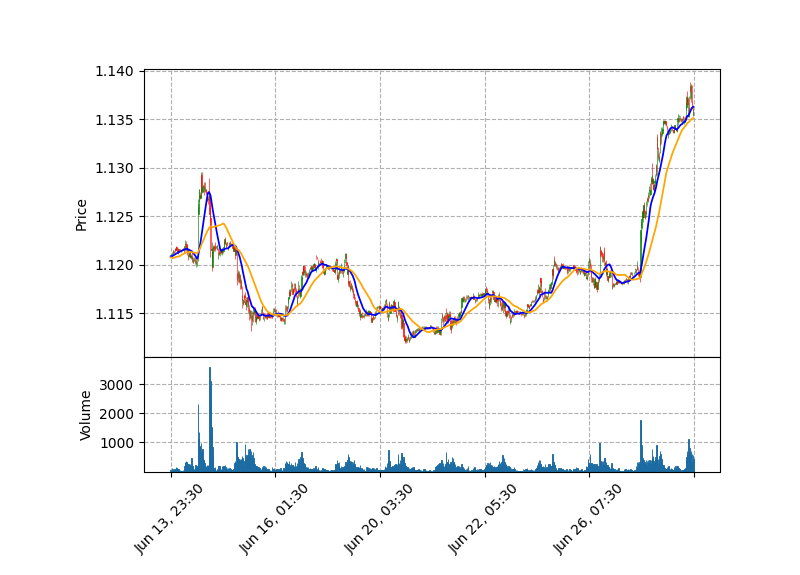 1.140
1.135
1.130
1.125
1.120
1.115
Price
3000
2000
1000
Volume
Jun 13, 23:30
Jun 16, 01:30
Jun 20, 03:30
Jun 22, 05:30
Jun 26, 07:30